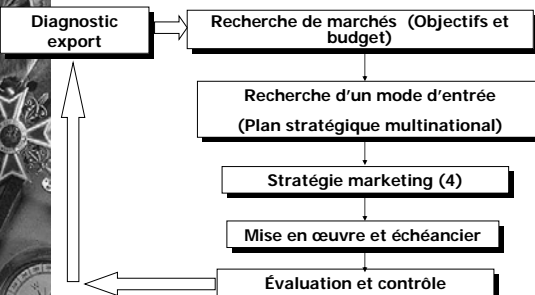 Diagnostic
export
Recherche de marchés (Objectifs et
budget)
Recherche d'un mode d'entrée
(Plan stratégique multinational)
Stratégie marketing (4)
Mise en œuvre et échéancier
Évaluation et contrôle